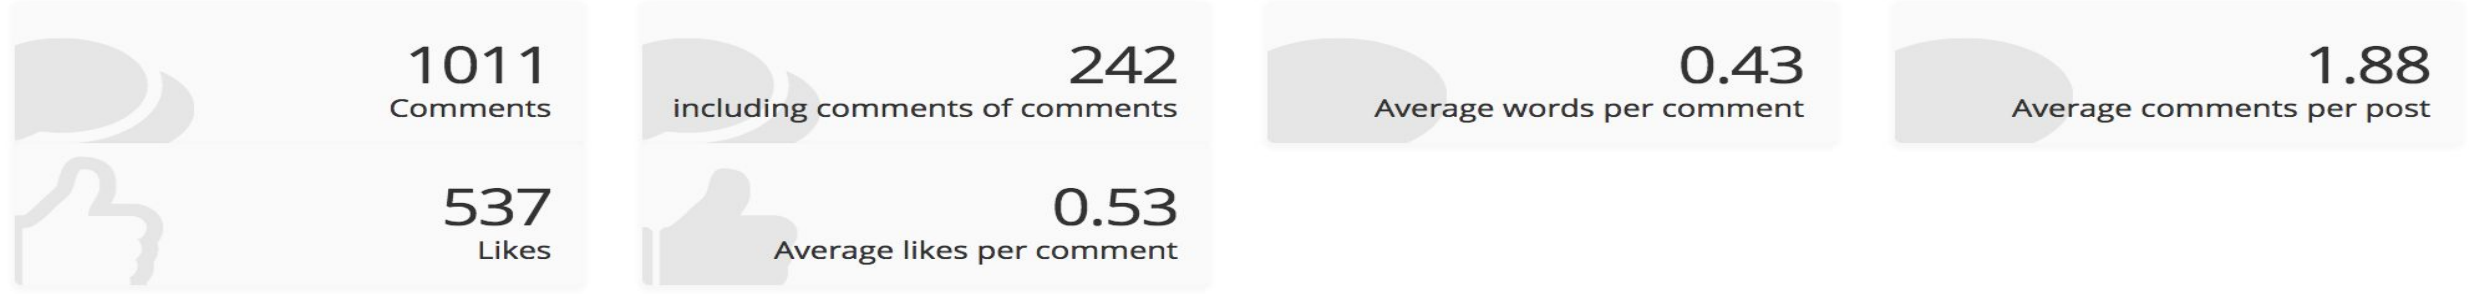 1011
Comments
242
including comments of comments
0.43
Average words per comment
1.88
Average comments per post
537
Likes
0.53
Average likes per comment